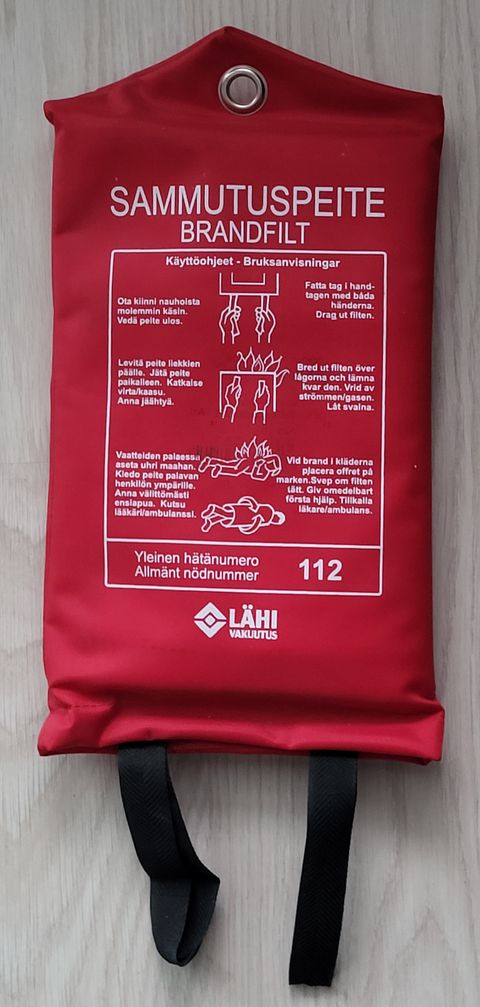 SAMMUTUSPEITE
BRANDFILT
Käyttöohjeet - Bruksanvisningar
Ota kiinni nauhoista
molemmin käsin.
Vedä peite ulos.
Fatta tag i hand-
tagen med båda
händerna.
Drag ut filten.
Levitä peite liekkien
päälle. Jätä peite
paikalleen. Katkaise
virta/kaasu.
Anna jäähtyä.
Bred ut filten över
lågorna och lämna
kvar den. Vrid av
strömmen/gasen.
Låt svalna.
Vaatteiden palaessa
aseta uhri maahan.
Kiedo peite palavan
henkilön ympärille.
Anna välittömästi
ensiapua. Kutsu
lääkäri/ambulanssi.
Vid brand i kläderna
placera offret på
marken.Svep om filten
tätt. Giv omedelbart
första hjälp. Tillkalla
läkare/ambulans.
Yleinen hätänumero
Allmänt nödnummer
112
LÄHI
VAKUUTUS